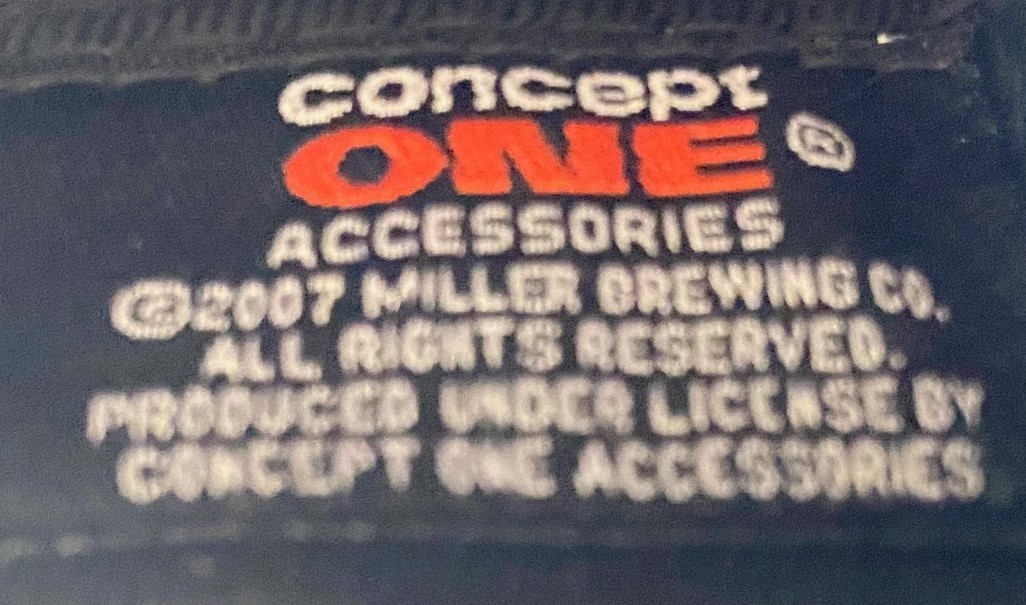 concept
ONE ®
ACCESSORIES
©2007 MILLER BREWING CO.
ALL RIGHTS RESERVED.
PRODUCED UNDER LICENSE BY
CONCEPT ONE ACCESSORIES